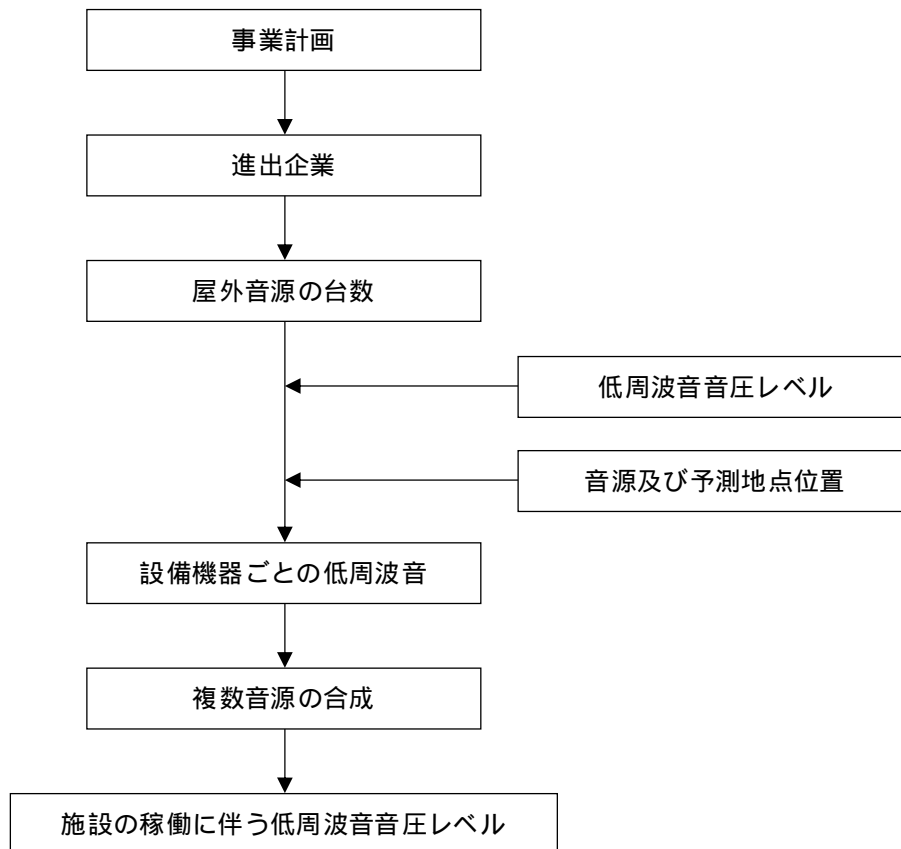 事業計画
進出企業
屋外音源の台数
低周波音音圧レベル
音源及び予測地点位置
設備機器ごとの低周波音
複数音源の合成
施設の稼働に伴う低周波音音圧レベル